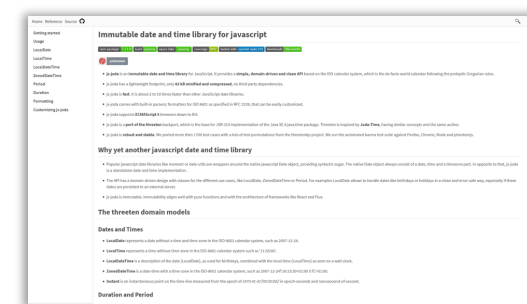 Home Reference Source
Getting started
Usage
LocalDate
LocalTime
LocalDateTime
ZonedDateTime
Period
Duration
Formatting
Customizing js-joda
Immutable date and time library for javascript
unknown
js-joda is an immutable date and time library for JavaScript. It provides a simple, domain-driven and clean API based on the ISO calendar system, which is the de facto world calendar following the proleptic Gregorian rules.
js-joda has a lightweight footprint, only 43 kB minified and compressed, no third party dependencies.
js-joda is fast. It is about 2 to 10 times faster than other JavaScript date libraries.
js-joda comes with built-in parsers/ formatters for ISO 8601 as specified in RFC 3339, that can be easily customized.
js-joda supports ECMAScript 5 browsers down to IE9.
js-joda is a port of the threeten backport, which is the base for JSR-310 implementation of the Java SE 8 java.time package. Threeten is inspired by Joda-Time, having similar concepts and the same author.
js-joda is robust and stable. We ported more than 1700 test cases with a lots of test permutations from the threetenbp project. We run the automated karma test suite against Firefox, Chrome, Node and phantomjs.
Why yet another javascript date and time library
Popular javascript date libraries like moment or date-utils are wrappers around the native javascript date object, providing syntactic sugar. The native Date object always consist of a date, time and a timezone part. In opposite to that, js-joda
is a standalone date and time implementation.
The API has a domain driven design with classes for the different use cases, like LocalDate, ZonedDateTime or Period. For examples LocalDate allows to handle dates like birthdays or holidays in a clean and error-safe way, especially if these
dates are persisted to an external server.
js-joda is immutable. Immutability aligns well with pure functions and with the architecture of frameworks like React and Flux.
The threeten domain models
Dates and Times
LocalDate represents a date without a time and time zone in the ISO-8601 calendar system, such as 2007-12-24.
LocalTime represents a time without time zone in the ISO-8601 calendar system such as '11:55:00'.
LocalDateTime is a description of the date (LocalDate), as used for birthdays, combined with the local time (LocalTime) as seen on a wall clock.
ZonedDateTime is a date-time with a time zone in the ISO-8601 calendar system, such as
Instant is an instantaneous point on the time-line measured from the epoch of 1970-01-01T00:00:00Z in epoch-seconds and nanosecond of second.
Duration and Period